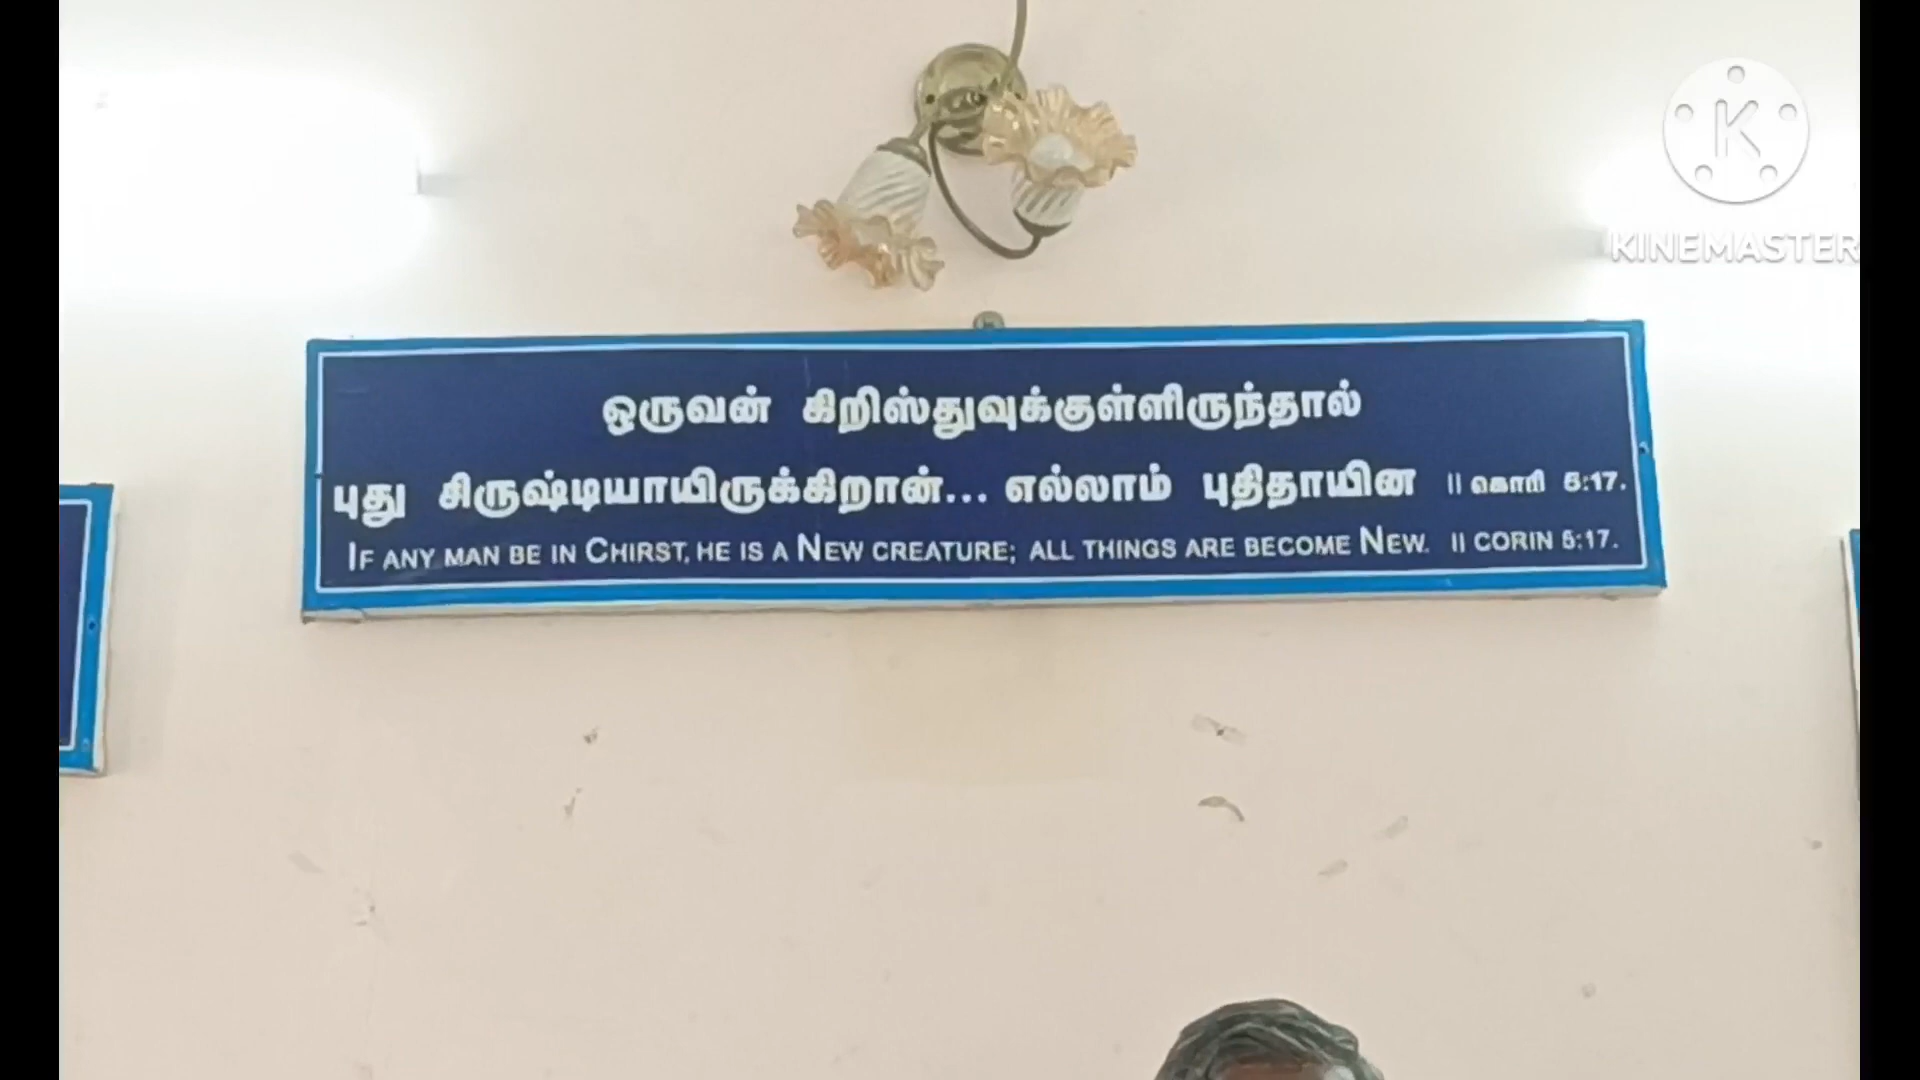 K
KINEMASTER
ஒருவன் கிறிஸ்துவுக்குள்ளிருந்தால்
புது சிருஷ்டியாயிருக்கிறான்... எல்லாம் புதிதாயின II கொரி 5:17.
IF ANY MAN BE IN CHIRST, HE IS A NEW CREATURE; ALL THINGS ARE BECOME NEW. II CORIN 5:17.